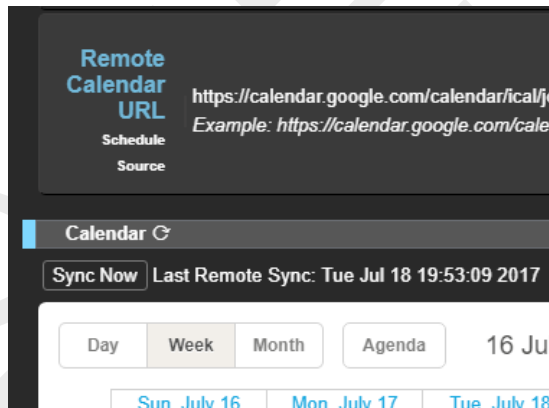 Remote
Calendar
URL
Schedule
Source
https://calendar.google.com/calendar/ical/j
Example: https://calendar.google.com/cale
Calendar
Sync Now Last Remote Sync: Tue Jul 18 19:53:09 2017
Day Week Month Agenda 16 Ju
Sun, July 16 Mon, July 17 Tue, July 18